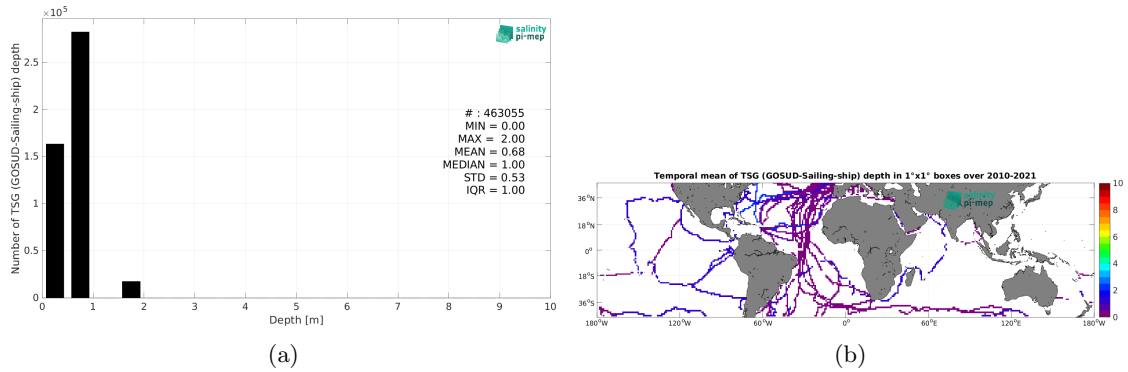 ×10⁵
Number of TSG (GOSUD-Sailing-ship) depth
2.5
2
1.5
1
0.5
0
salinity
pi-mep
# : 463055
MIN = 0.00
MAX = 2.00
MEAN = 0.68
MEDIAN = 1.00
STD = 0.53
IQR = 1.00
0 1 2 3 4 5 6 7 8 9 10
Depth [m]
(a)
Temporal mean of TSG (GOSUD-Sailing-ship) depth in 1°x1° boxes over 2010-2021
salinity
pi-mep
36°N
18°N
0°
18°S
36°S
180°W 120°W 60°W 0° 60°E 120°E 180°W
10
8
6
4
2
0
(b)